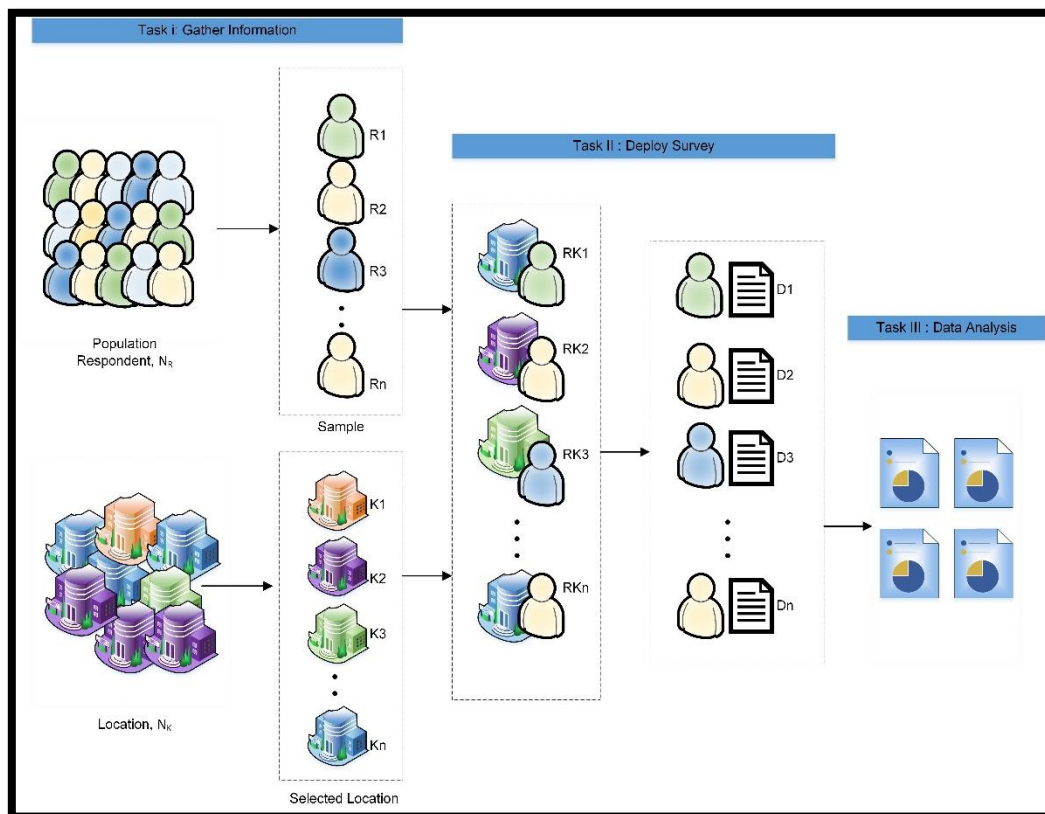 Task i: Gather Information
R1
R2
R3
Rn
Sample
Population
Respondent, NR
Task II : Deploy Survey
RK1
RK2
RK3
RKn
D1
D2
D3
Dn
Task III : Data Analysis
K1
K2
K3
Kn
Selected Location
Location, NK